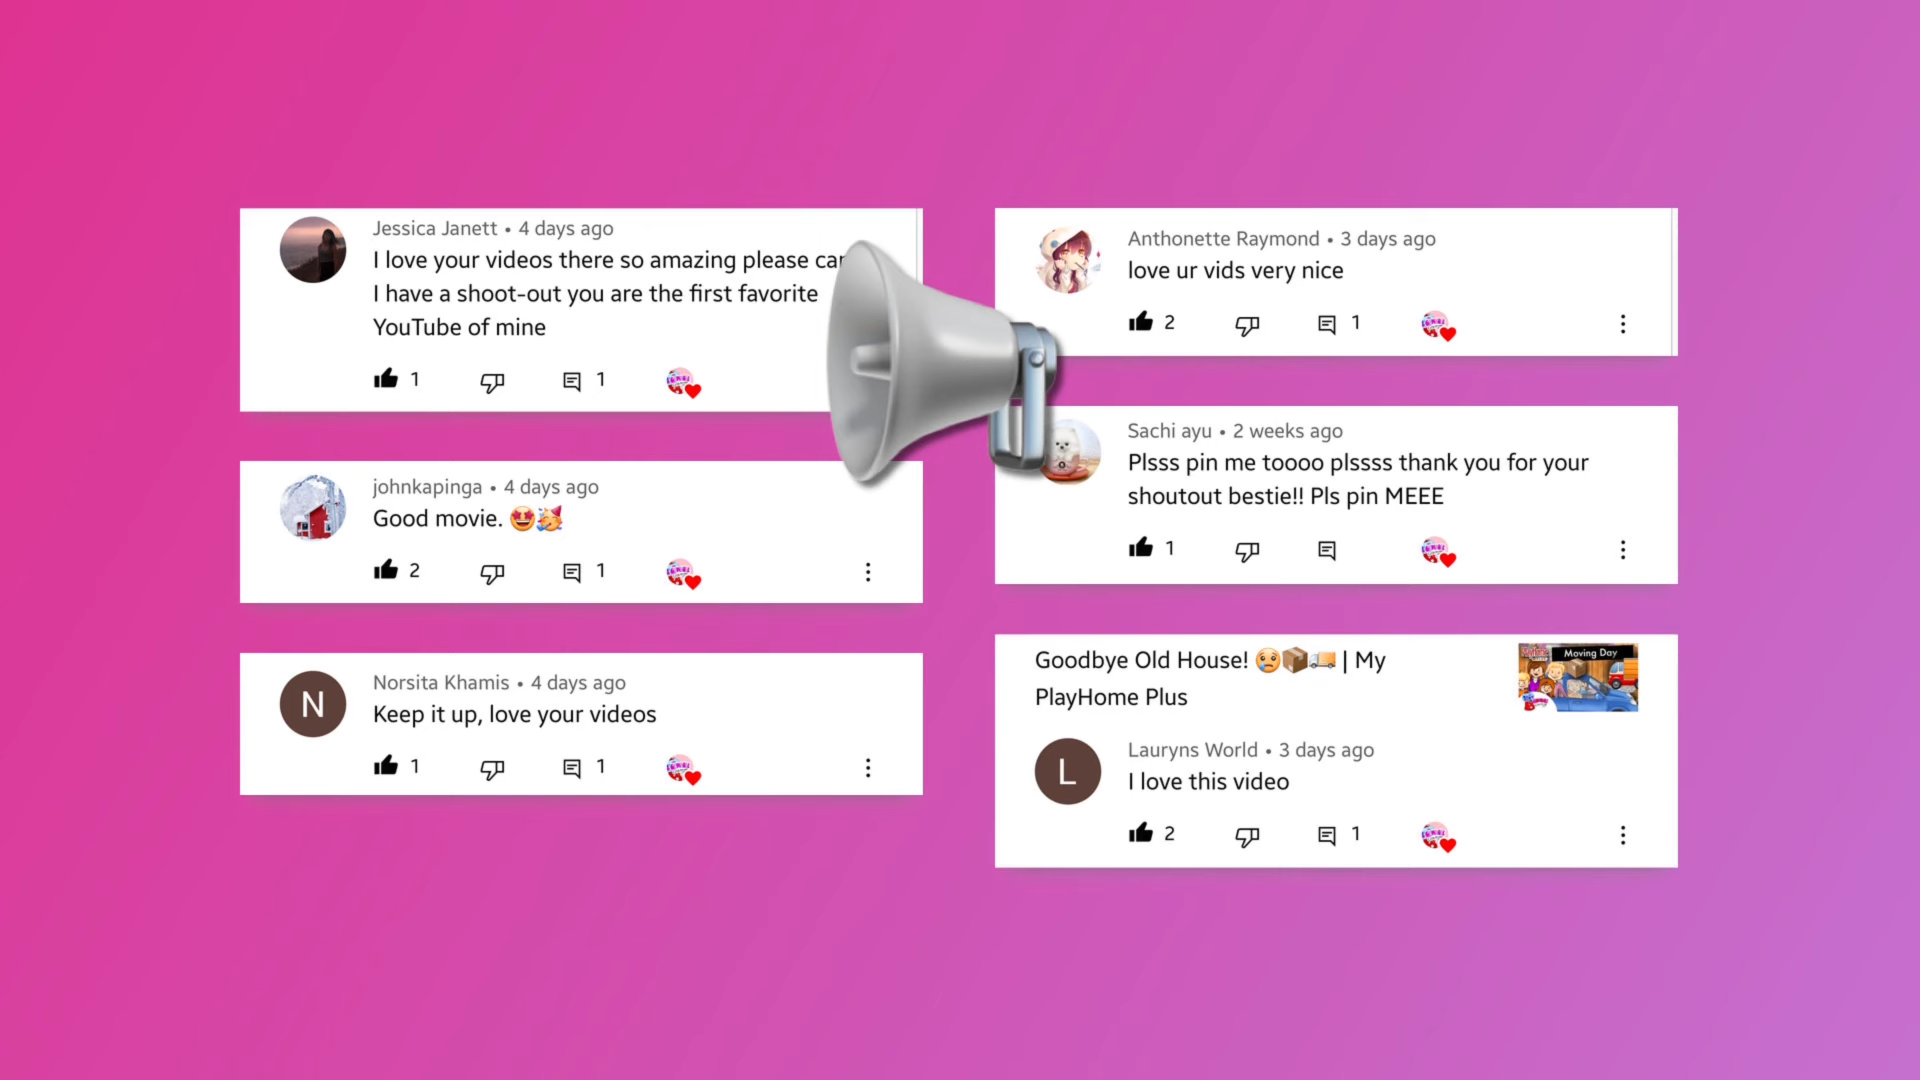 Jessica Janett • 4 days ago
I love your videos there so amazing please
I have a shoot-out you are the first favorite
YouTube of mine
1
1
johnkapinga • 4 days ago
Good movie. 🤩🥳
2
1
N
Norsita Khamis • 4 days ago
Keep it up, love your videos
1
1
Anthonette Raymond • 3 days ago
love ur vids very nice
2
1
Sachi ayu • 2 weeks ago
Plsss pin me toooo plssss thank you for your
shoutout bestie!! Pls pin MEEE
1
Goodbye Old House! 😢📦🚚 | My
PlayHome Plus
Moving Day
L
Lauryns World • 3 days ago
I love this video
2
1